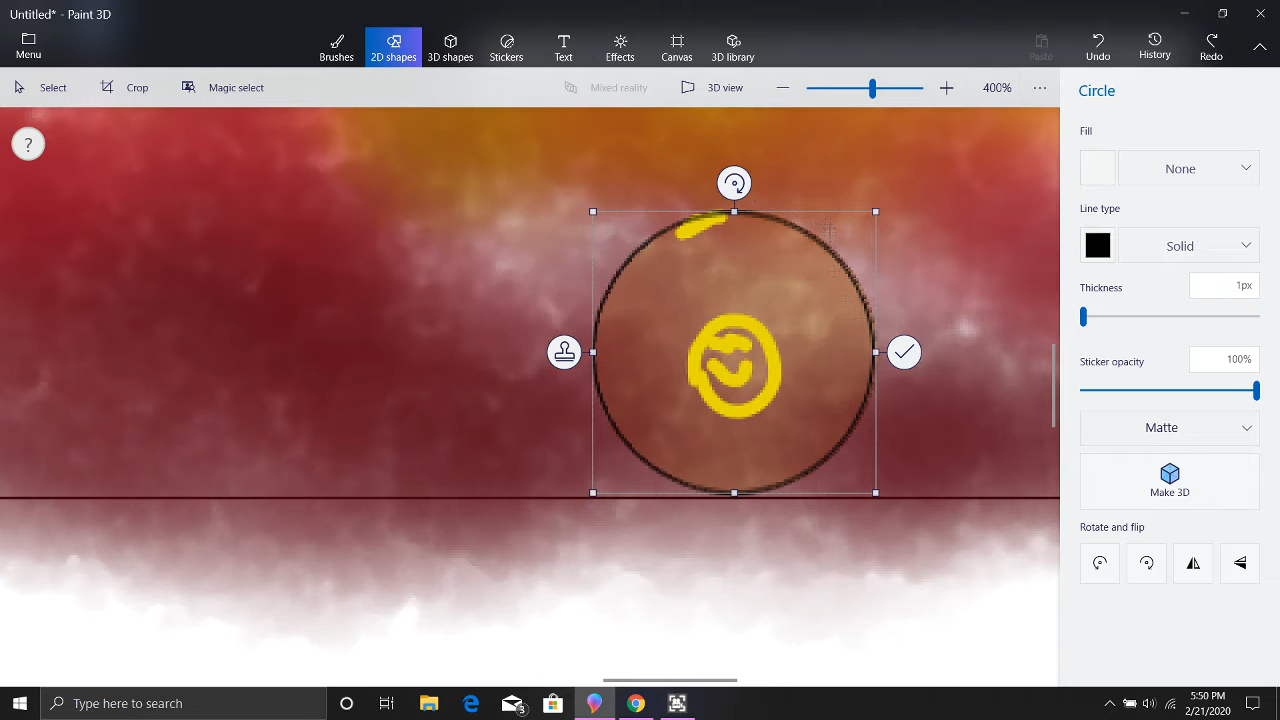 Untitled* - Paint 3D
Menu
Brushes
2D shapes
3D shapes
Stickers
Text
Effects
Canvas
3D library
Paste
Undo
History
Redo
Select
Crop
Magic select
Mixed reality
3D view
400%
?
Circle
Fill
None
Line type
Solid
Thickness
1px
Sticker opacity
100%
Matte
Make 3D
Rotate and flip
Type here to search
3
5:50 PM
2/21/2020